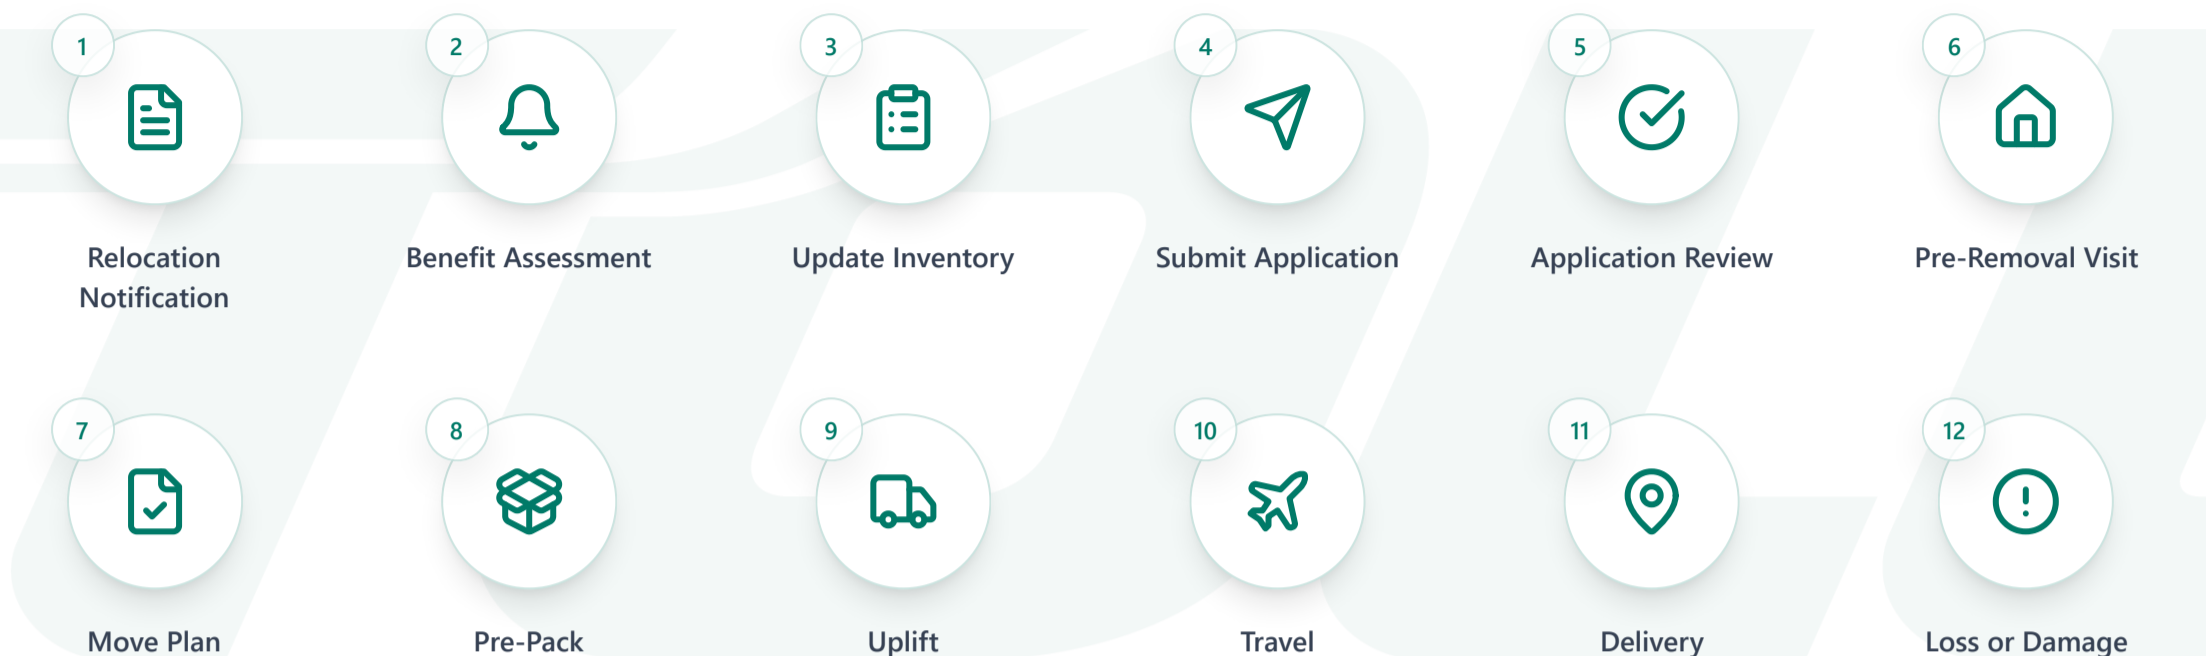 1
2
3
4
5
6
Relocation
Notification
Benefit Assessment
Update Inventory
Submit Application
Application Review
Pre-Removal Visit
7
8
9
10
11
12
Move Plan
Pre-Pack
Uplift
Travel
Delivery
Loss or Damage